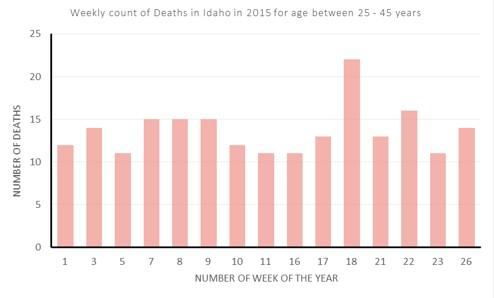 Weekly count of Deaths in Idaho in 2015 for age between 25 - 45 years
25
20
15
10
5
0
NUMBER OF DEATHS
1 3 5 7 8 9 10 11 16 17 18 21 22 23 26
NUMBER OF WEEK OF THE YEAR